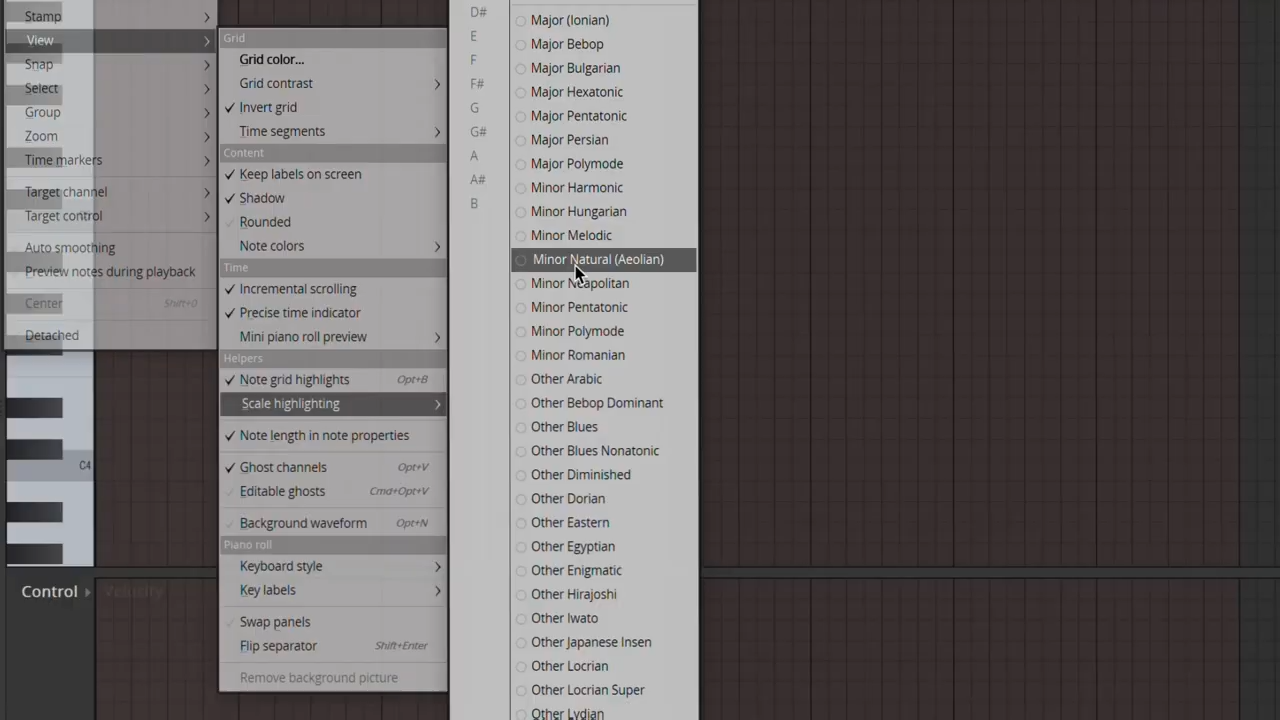 Stamp
View
Snap
Select
Group
Zoom
Time markers
Target channel
Target control
Auto smoothing
Preview notes during playback
Center Shift+0
Detached
C4
Control
Velocity
Grid
Grid color...
Grid contrast
Invert grid
Time segments
Content
Keep labels on screen
Shadow
Rounded
Note colors
Time
Incremental scrolling
Precise time indicator
Mini piano roll preview
Helpers
Note grid highlights Opt+B
Scale highlighting
Note length in note properties
Ghost channels Opt+V
Editable ghosts Cmd+Opt+V
Background waveform Opt+N
Piano roll
Keyboard style
Key labels
Swap panels
Flip separator Shift+Enter
Remove background picture
D#
E
F
F#
G
G#
A
A#
B
Major (Ionian)
Major Bebop
Major Bulgarian
Major Hexatonic
Major Pentatonic
Major Persian
Major Polymode
Minor Harmonic
Minor Hungarian
Minor Melodic
Minor Natural (Aeolian)
Minor Neapolitan
Minor Pentatonic
Minor Polymode
Minor Romanian
Other Arabic
Other Bebop Dominant
Other Blues
Other Blues Nonatonic
Other Diminished
Other Dorian
Other Eastern
Other Egyptian
Other Enigmatic
Other Hirajoshi
Other Iwato
Other Japanese Insen
Other Locrian
Other Locrian Super
Other Lydian